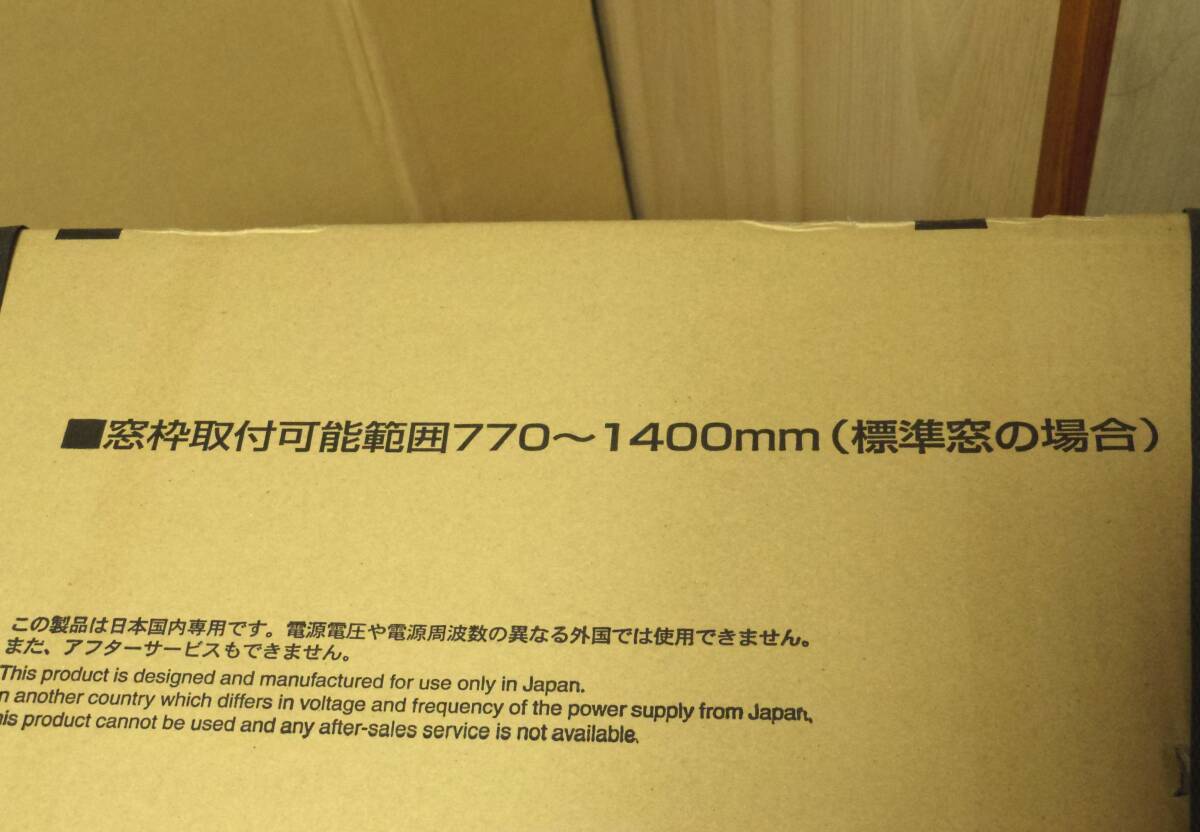 ■窓枠取付可能範囲770～1400mm（標準窓の場合）
この製品は日本国内専用です。電源電圧や電源周波数の異なる外国では使用できません。
まだ、アフターサービスもできません。
This product is designed and manufactured for use only in Japan.
n another country which differs in voltage and frequency of the power supply from Japan,
his product cannot be used and any after-sales service is not available.